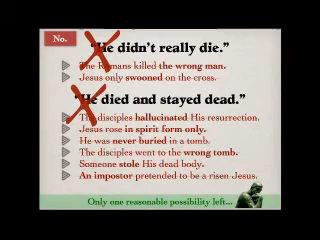 No.
"He didn't really die."
The Romans killed the wrong man.
Jesus only swooned on the cross.
"He died and stayed dead."
The disciples hallucinated His resurrection.
Jesus rose in spirit form only.
He was never buried in a tomb.
The disciples went to the wrong tomb.
Someone stole His dead body.
An impostor pretended to be a risen Jesus.
Only one reasonable possibility left...